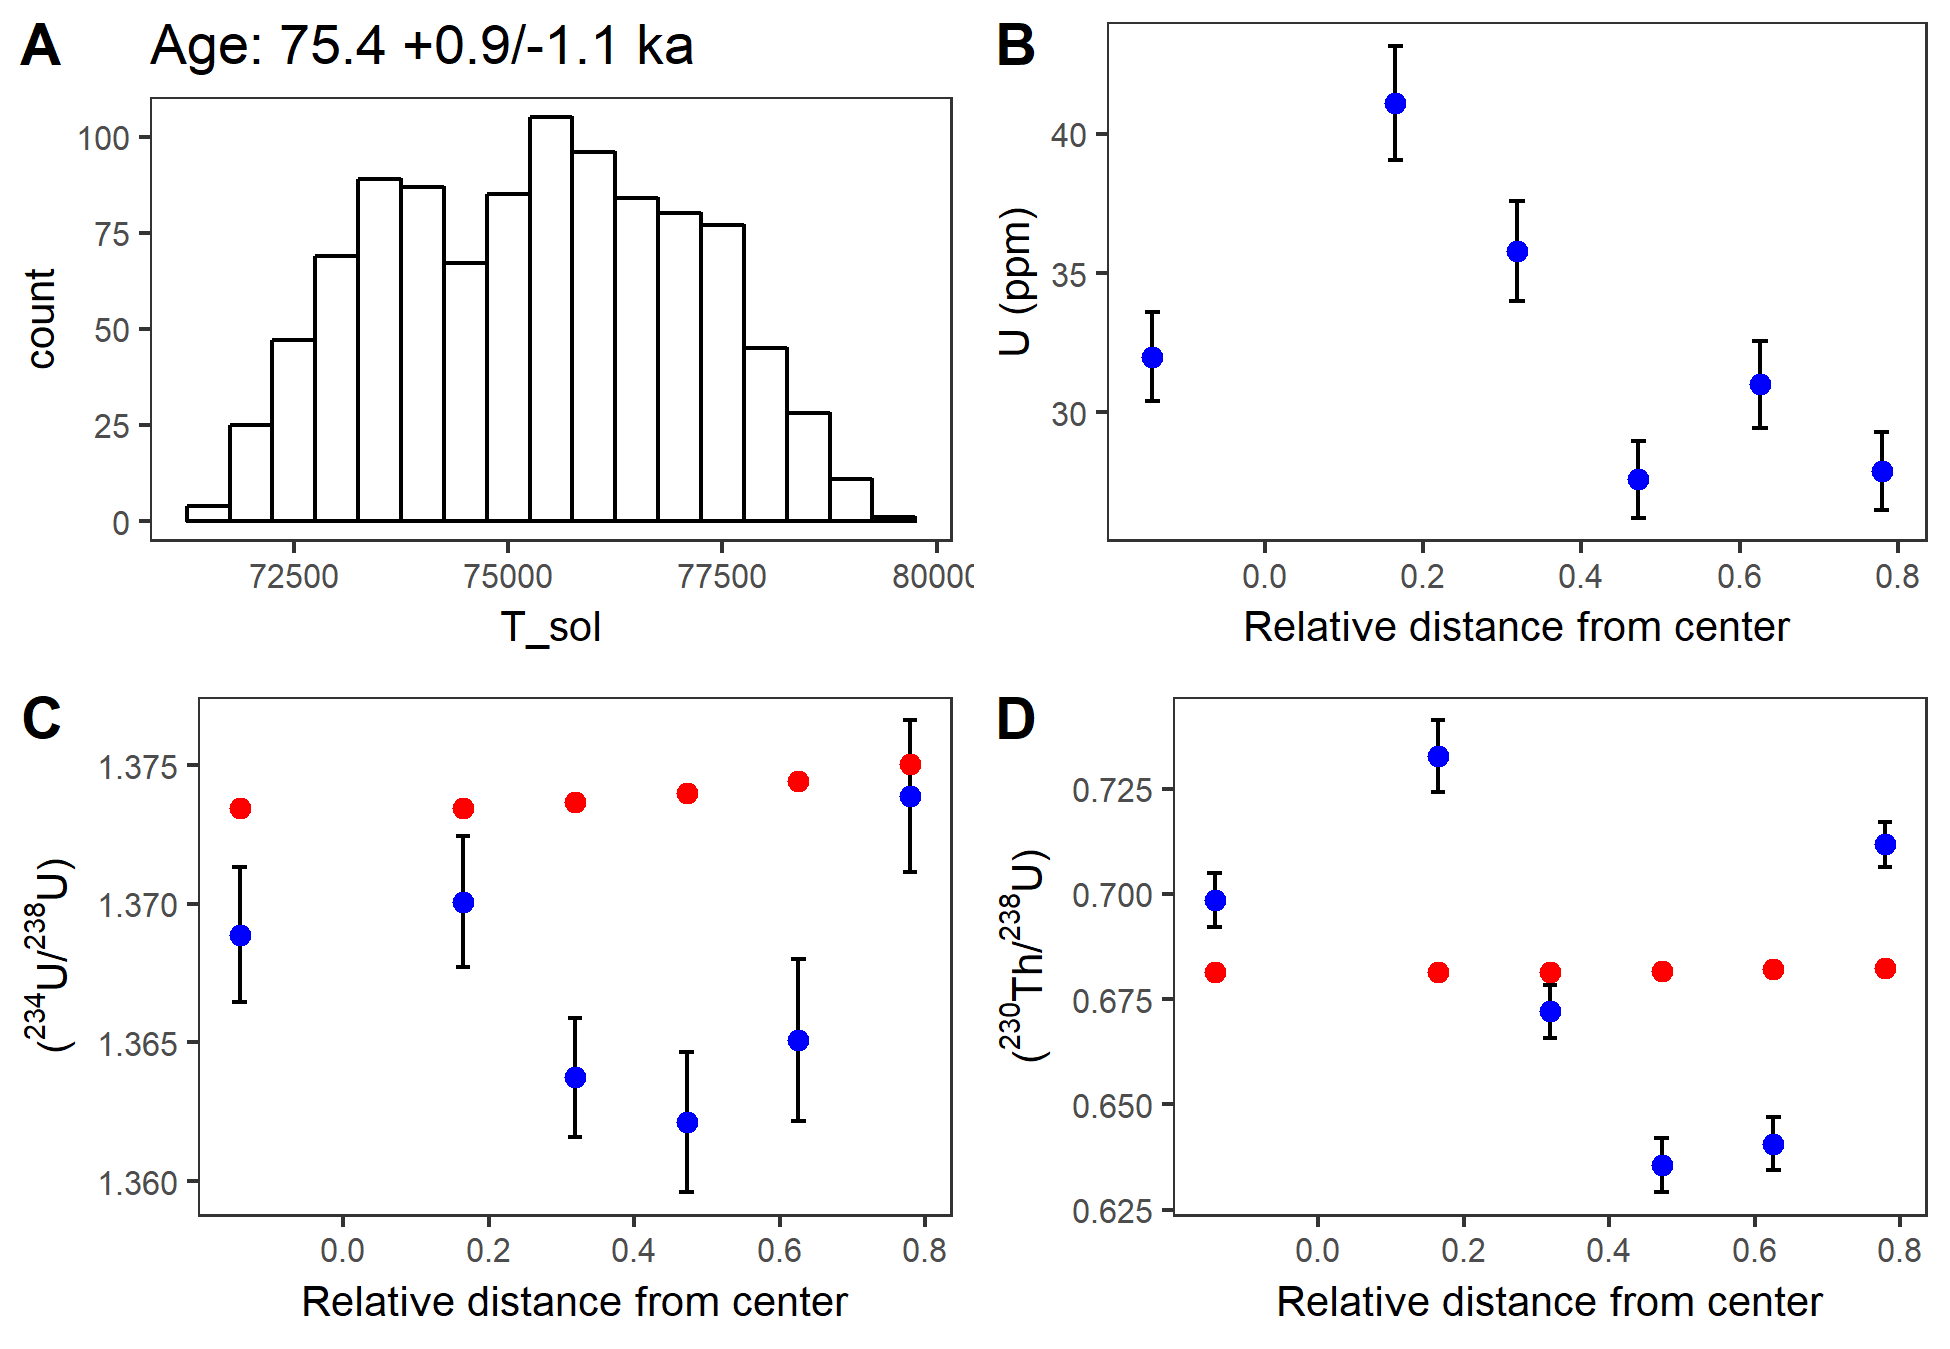 A
Age: 75.4 +0.9/-1.1 ka
count
100
75
50
25
0
72500 75000 77500 80000
T_sol
B
U (ppm)
40
35
30
0.0 0.2 0.4 0.6 0.8
Relative distance from center
C
(²³⁴U/²³⁸U)
1.375
1.370
1.365
1.360
0.0 0.2 0.4 0.6 0.8
Relative distance from center
D
(²³⁰Th/²³⁸U)
0.725
0.700
0.675
0.650
0.625
0.0 0.2 0.4 0.6 0.8
Relative distance from center